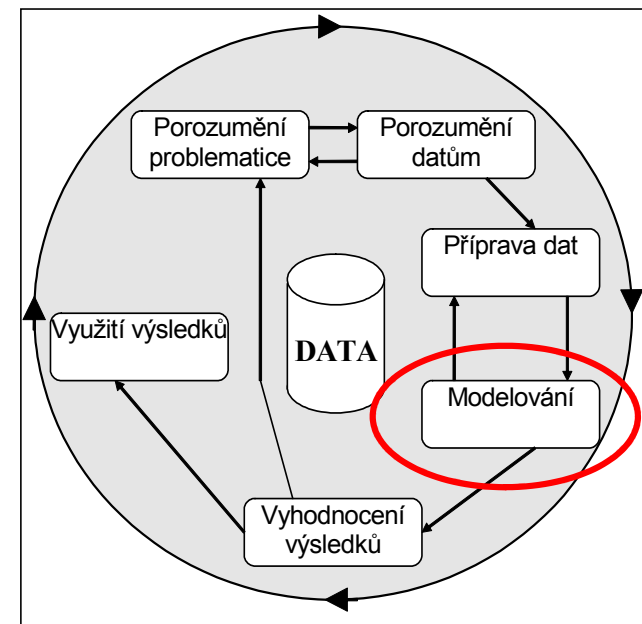 Porozumění
problematice
Porozumění
datům
Příprava dat
Využití výsledků
DATA
Modelování
Vyhodnocení
výsledků